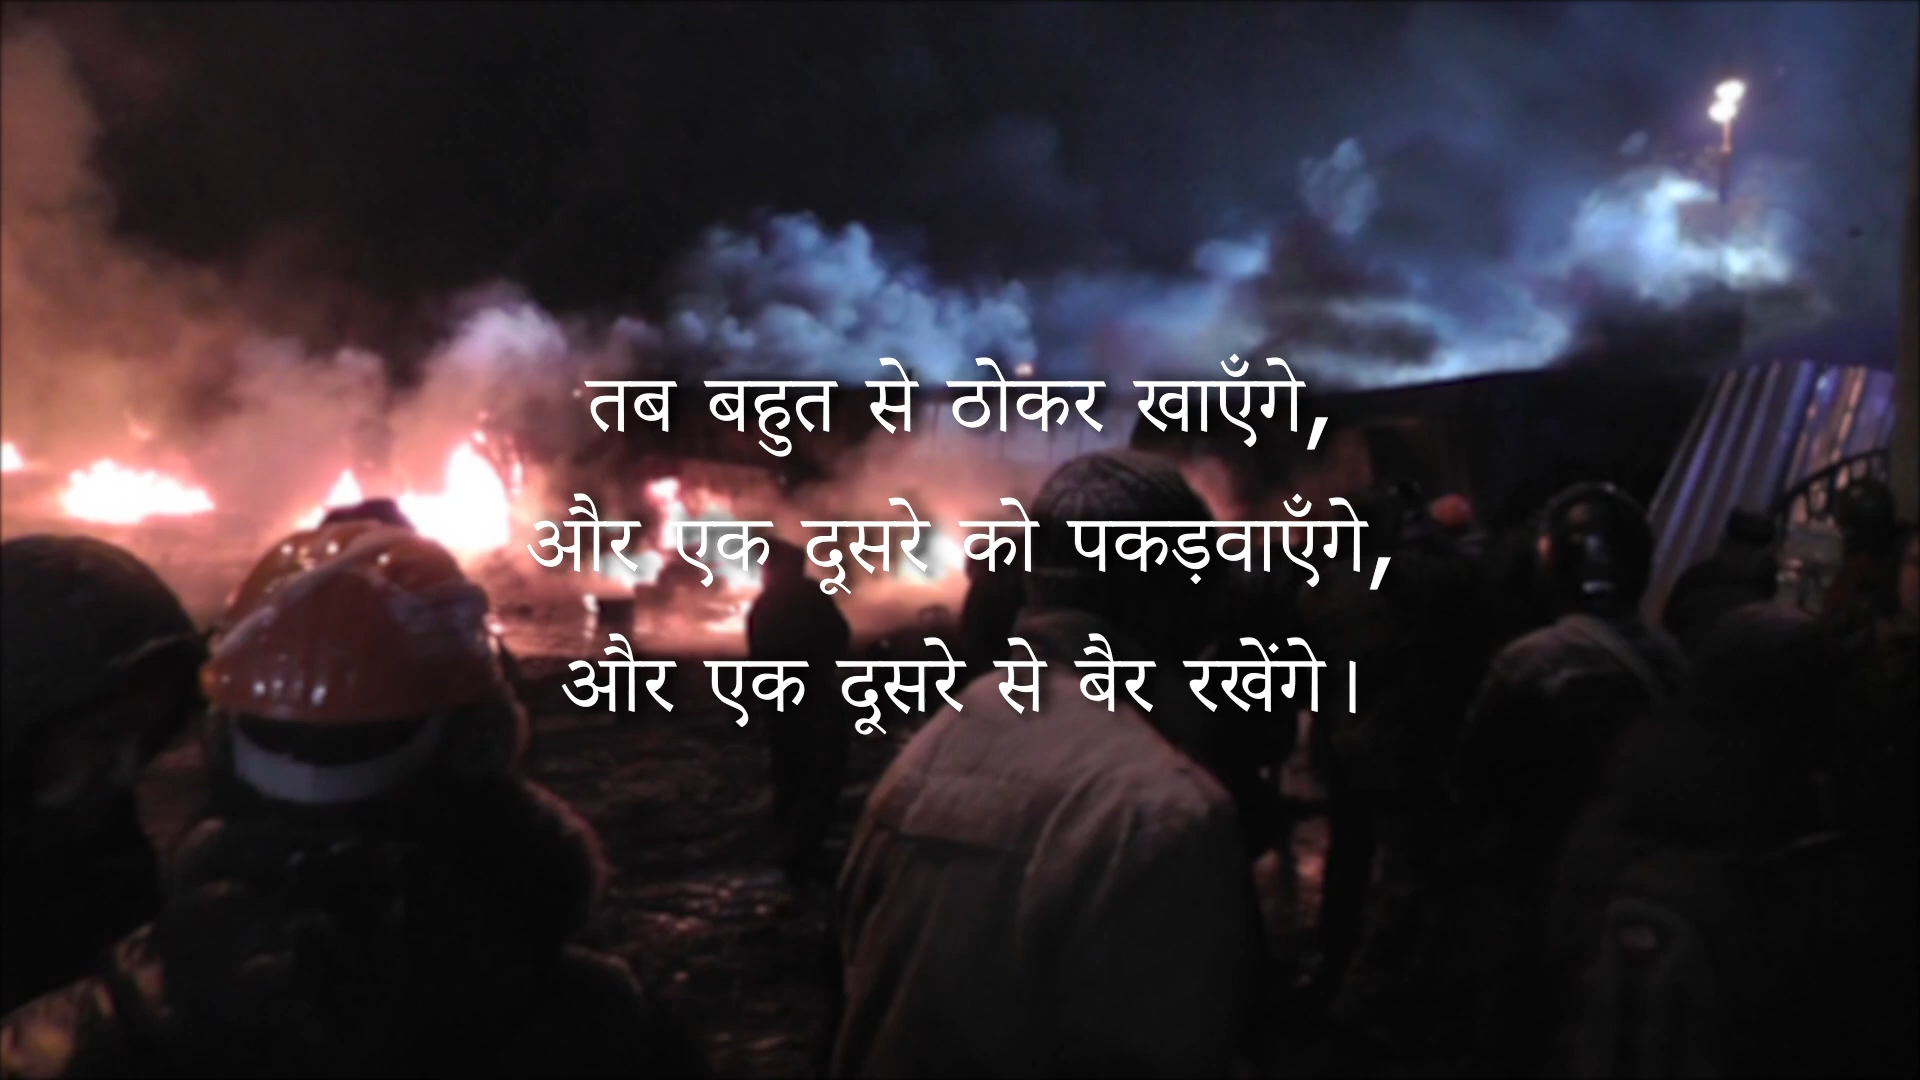 तब बहुत से ठोकर खाएँगे,
और एक दूसरे को पकड़वाएँगे,
और एक दूसरे से बैर रखेंगे।